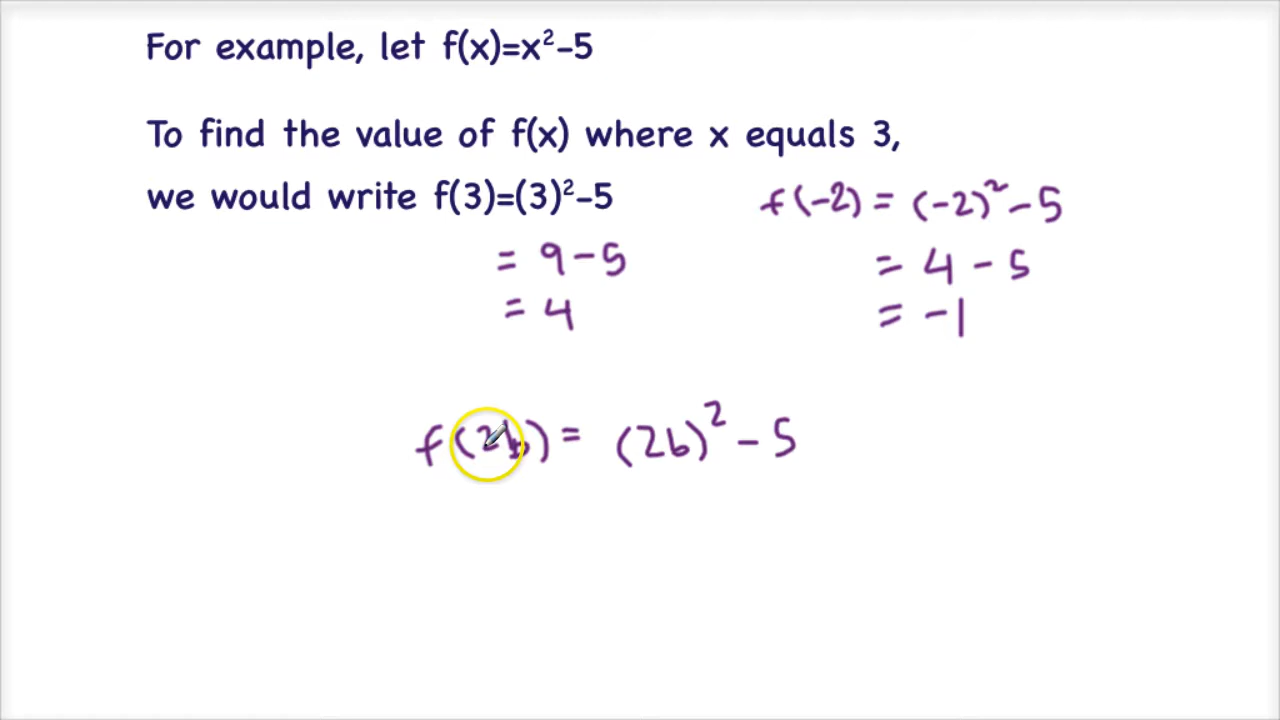 For example, let f(x)=x²-5
To find the value of f(x) where x equals 3,
we would write f(3)=(3)²-5
= 9-5
= 4
f(-2) = (-2)²-5
= 4-5
= -1
f(2b) = (2b)²-5